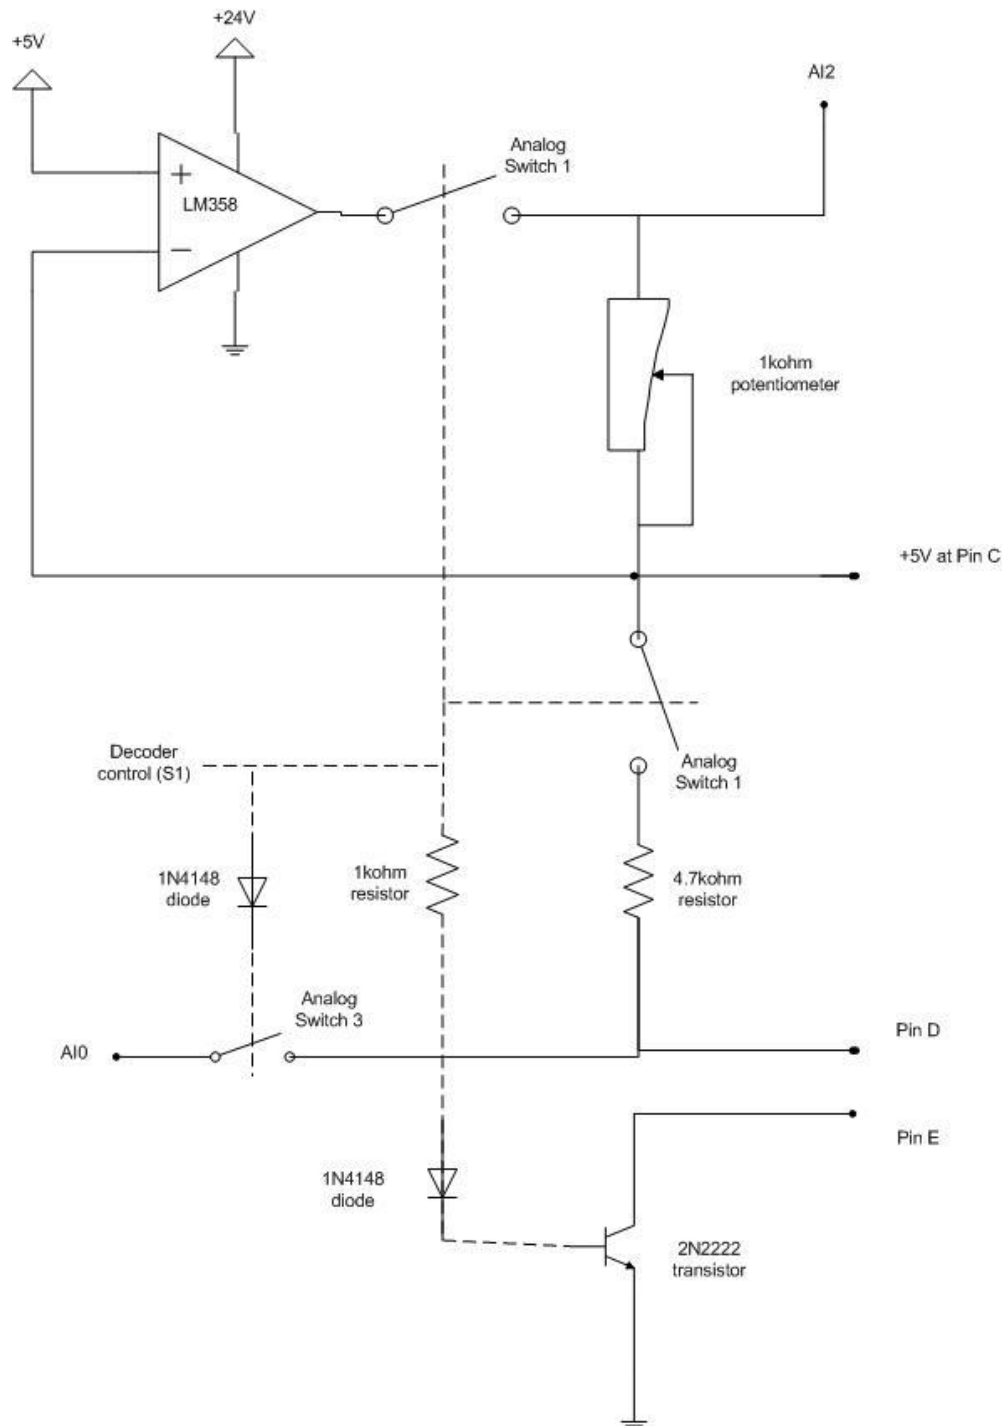 +24V
+5V
AI2
Analog
Switch 1
+
LM358
−
1kohm
potentiometer
+5V at Pin C
Decoder
control (S1)
Analog
Switch 1
1N4148
diode
1kohm
resistor
4.7kohm
resistor
Analog
Switch 3
AI0
Pin D
Pin E
1N4148
diode
2N2222
transistor